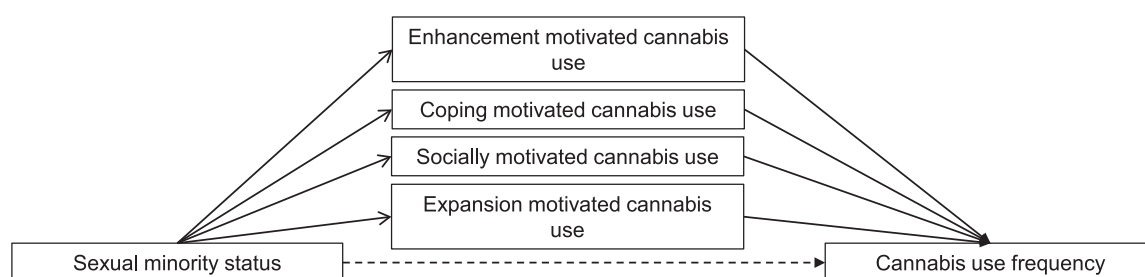 Enhancement motivated cannabis
use
Coping motivated cannabis use
Socially motivated cannabis use
Expansion motivated cannabis
use
Sexual minority status
Cannabis use frequency